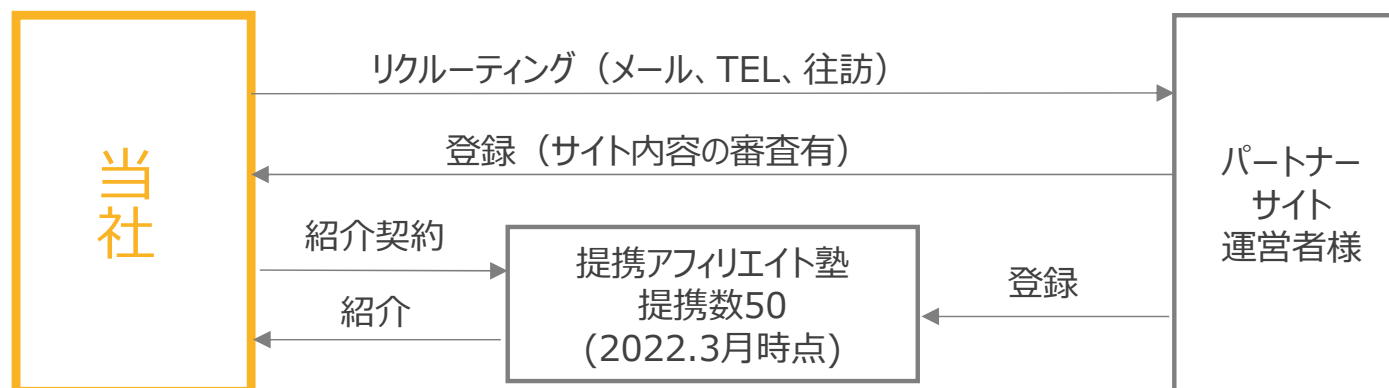 リクルーティング（メール、TEL、往訪）
登録（サイト内容の審査有）
当
社
紹介契約
紹介
提携アフィリエイト塾
提携数50
(2022.3月時点)
登録
パートナー
サイト
運営者様